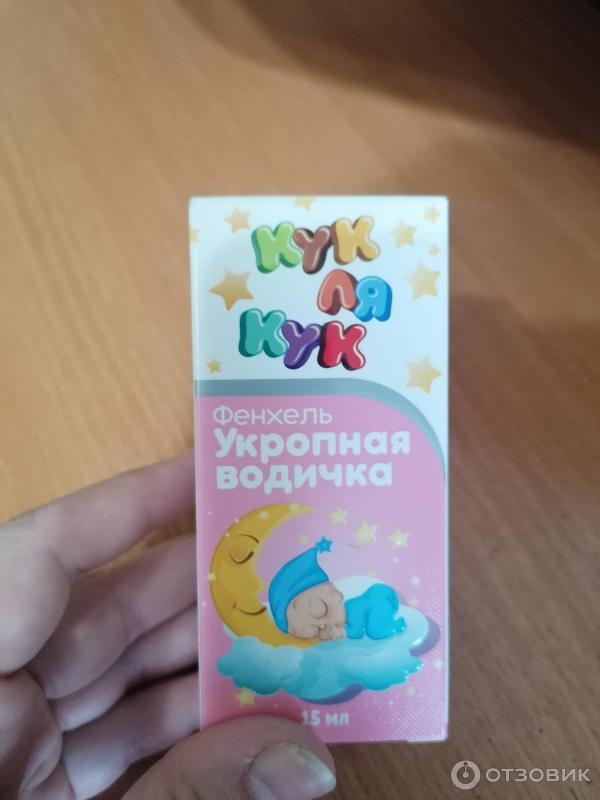 Кук
ля
Кук
Фенхель
Укропная
водичка
15 мл
ОТЗОВИК